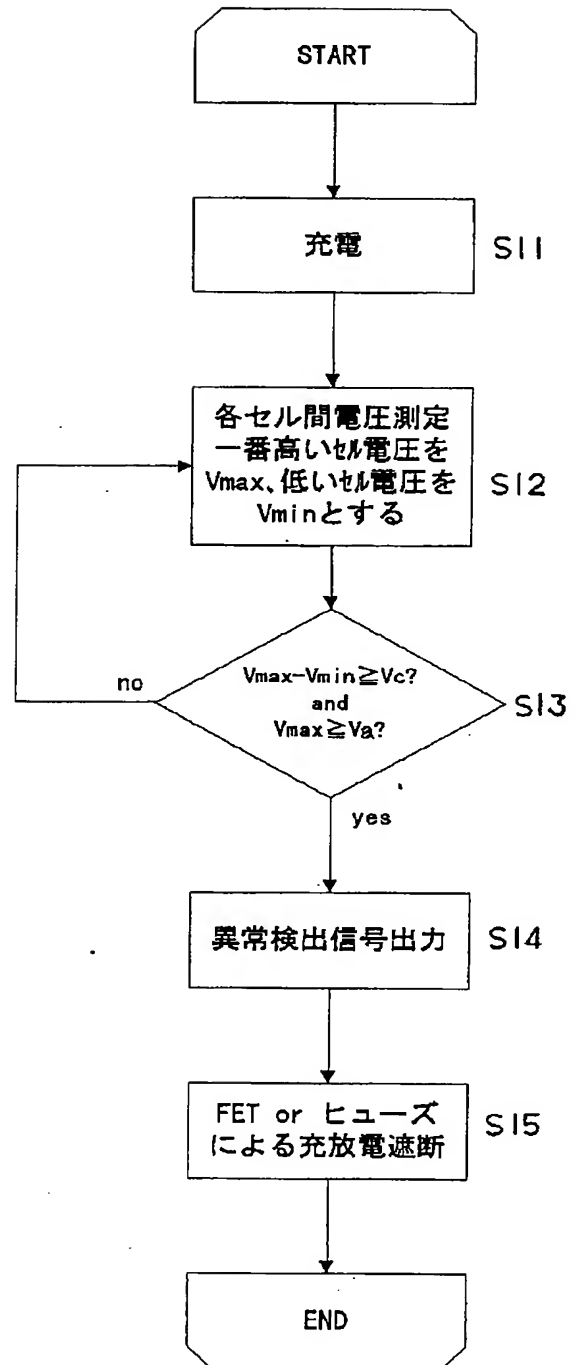 START
充電
S11
各セル間電圧測定
一番高いｾﾙ電圧を
Vmax、低いｾﾙ電圧を
Vminとする
S12
no
Vmax-Vmin≧Vc?
and
Vmax≧Va?
S13
yes
異常検出信号出力
S14
FET or ヒューズ
による充放電遮断
S15
END